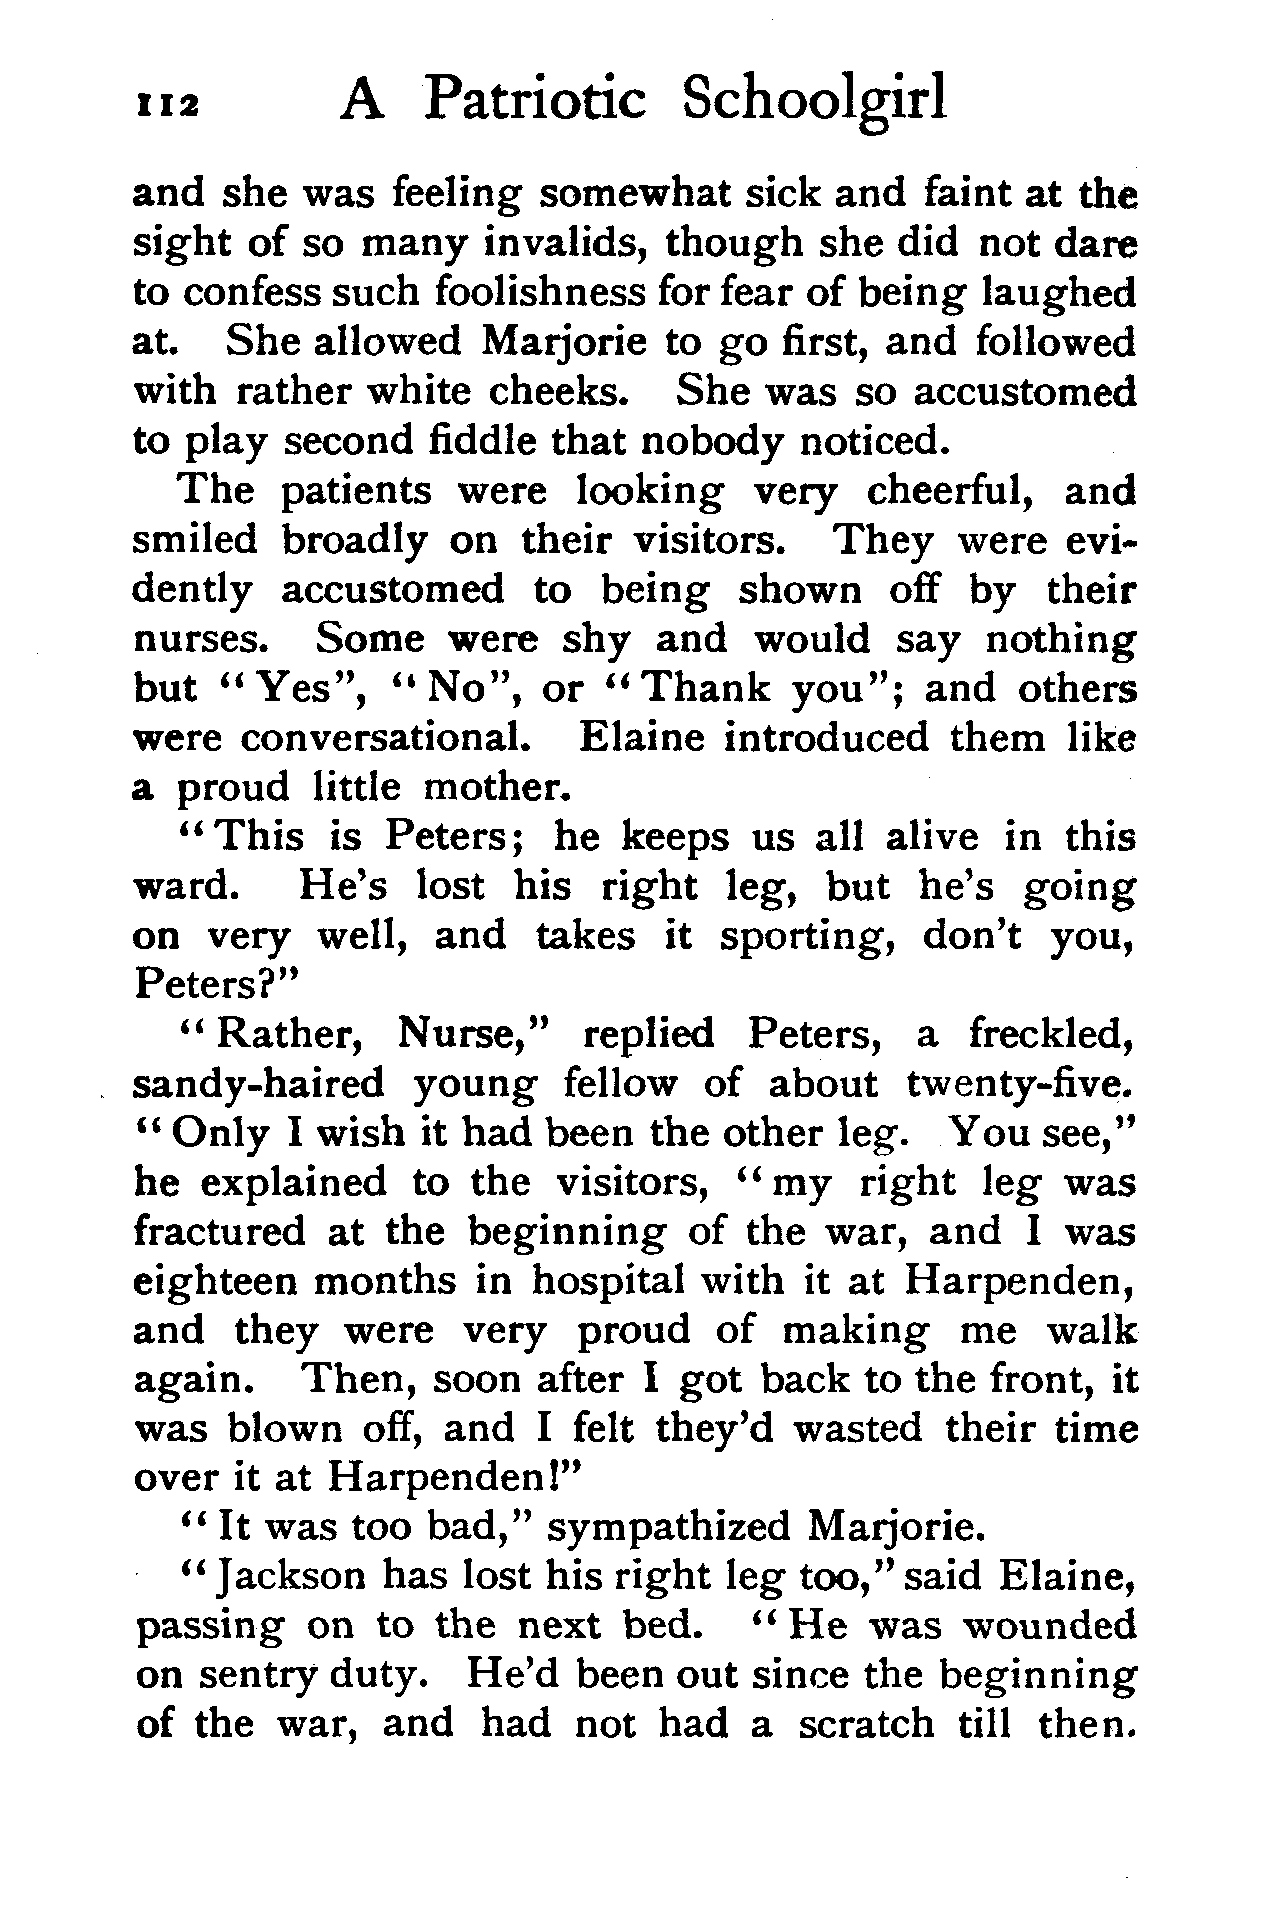 112 A Patriotic Schoolgirl
and she was feeling somewhat sick and faint at the
sight of so many invalids, though she did not dare
to confess such foolishness for fear of being laughed
at. She allowed Marjorie to go first, and followed
with rather white cheeks. She was so accustomed
to play second fiddle that nobody noticed.
The patients were looking very cheerful, and
smiled broadly on their visitors. They were evi-
dently accustomed to being shown off by their
nurses. Some were shy and would say nothing
but “Yes”, “No”, or “Thank you”; and others
were conversational. Elaine introduced them like
a proud little mother.
“This is Peters; he keeps us all alive in this
ward. He’s lost his right leg, but he’s going
on very well, and takes it sporting, don’t you,
Peters?”
“Rather, Nurse,” replied Peters, a freckled,
sandy-haired young fellow of about twenty-five.
“Only I wish it had been the other leg. You see,”
he explained to the visitors, “my right leg was
fractured at the beginning of the war, and I was
eighteen months in hospital with it at Harpenden,
and they were very proud of making me walk
again. Then, soon after I got back to the front, it
was blown off, and I felt they’d wasted their time
over it at Harpenden!”
“It was too bad,” sympathized Marjorie.
“Jackson has lost his right leg too,” said Elaine,
passing on to the next bed. “He was wounded
on sentry duty. He’d been out since the beginning
of the war, and had not had a scratch till then.